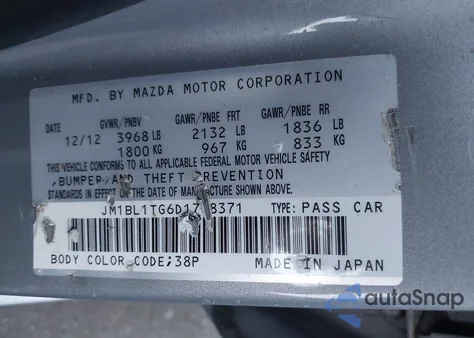 MFD. BY MAZDA MOTOR CORPORATION
GVWR/PNBV GAWR/PNBE FRT GAWR/PNBE RR
12/12 3968 LB 2132 LB 1836 LB
1800 KG 967 KG 833 KG
THIS VEHICLE CONFORMS TO ALL APPLICABLE FEDERAL MOTOR VEHICLE SAFETY
,BUMPER AND THEFT PREVENTION
STANDARDS IN EFFECT ON THE DATE OF MANUFACTURE SHOWN ABOVE.
TYPE: PASS CAR
BODY COLOR CODE;38P MADE IN JAPAN
autoSnap